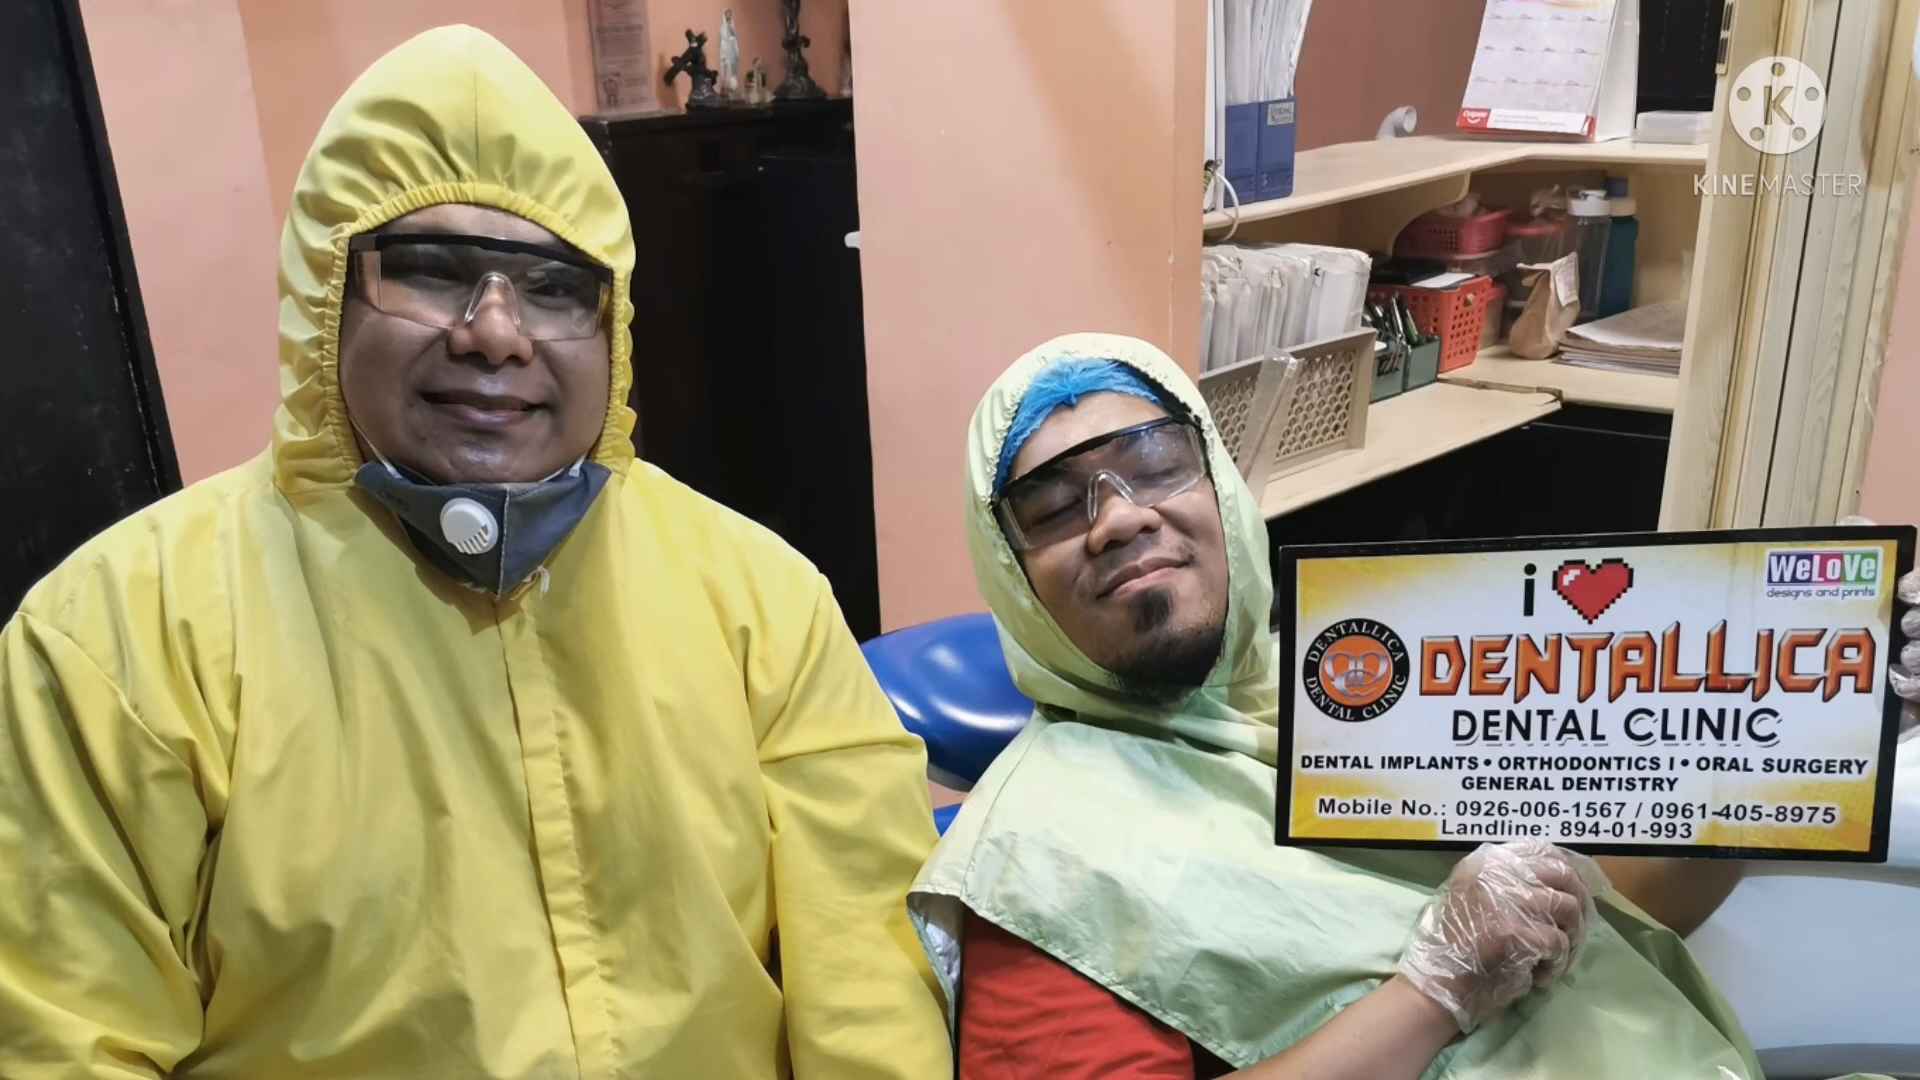 Colgate
KINEMASTER
i
WeLoVe
designs and prints
DENTALLICA
DENTAL CLINIC
DENTALLICA
DENTAL CLINIC
DENTAL IMPLANTS • ORTHODONTICS I • ORAL SURGERY
GENERAL DENTISTRY
Mobile No.: 0926-006-1567 / 0961-405-8975
Landline: 894-01-993